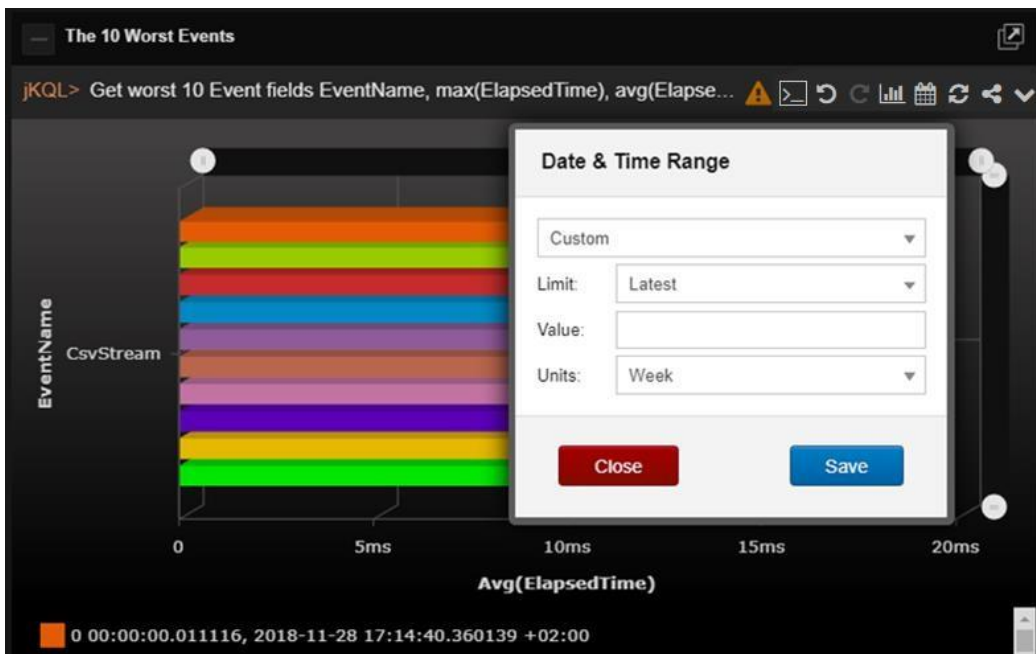 The 10 Worst Events
jKQL> Get worst 10 Event fields EventName, max(ElapsedTime), avg(Elapse...
Date & Time Range
Custom
Limit: Latest
Value:
Units: Week
Close Save
EventName
CsvStream
0 5ms 10ms 15ms 20ms
Avg(ElapsedTime)
0 00:00:00.011116, 2018-11-28 17:14:40.360139 +02:00